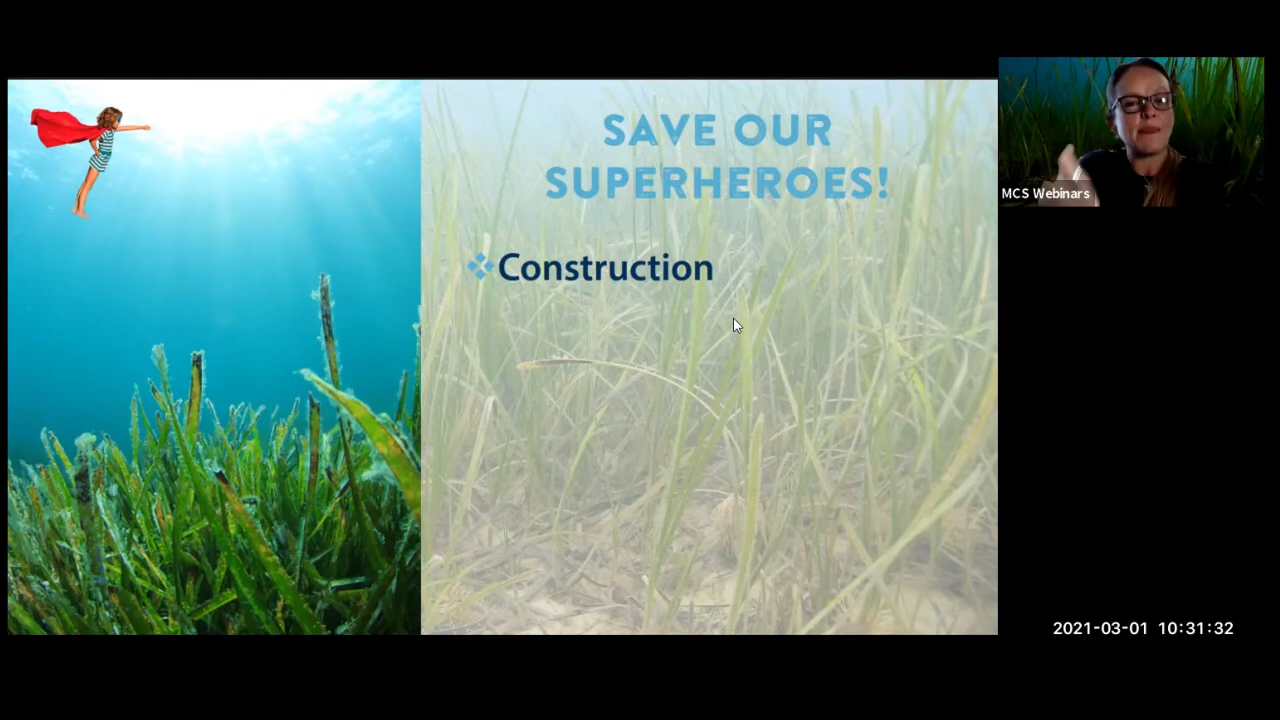 SAVE OUR
SUPERHEROES!
Construction
MCS Webinars
2021-03-01 10:31:32